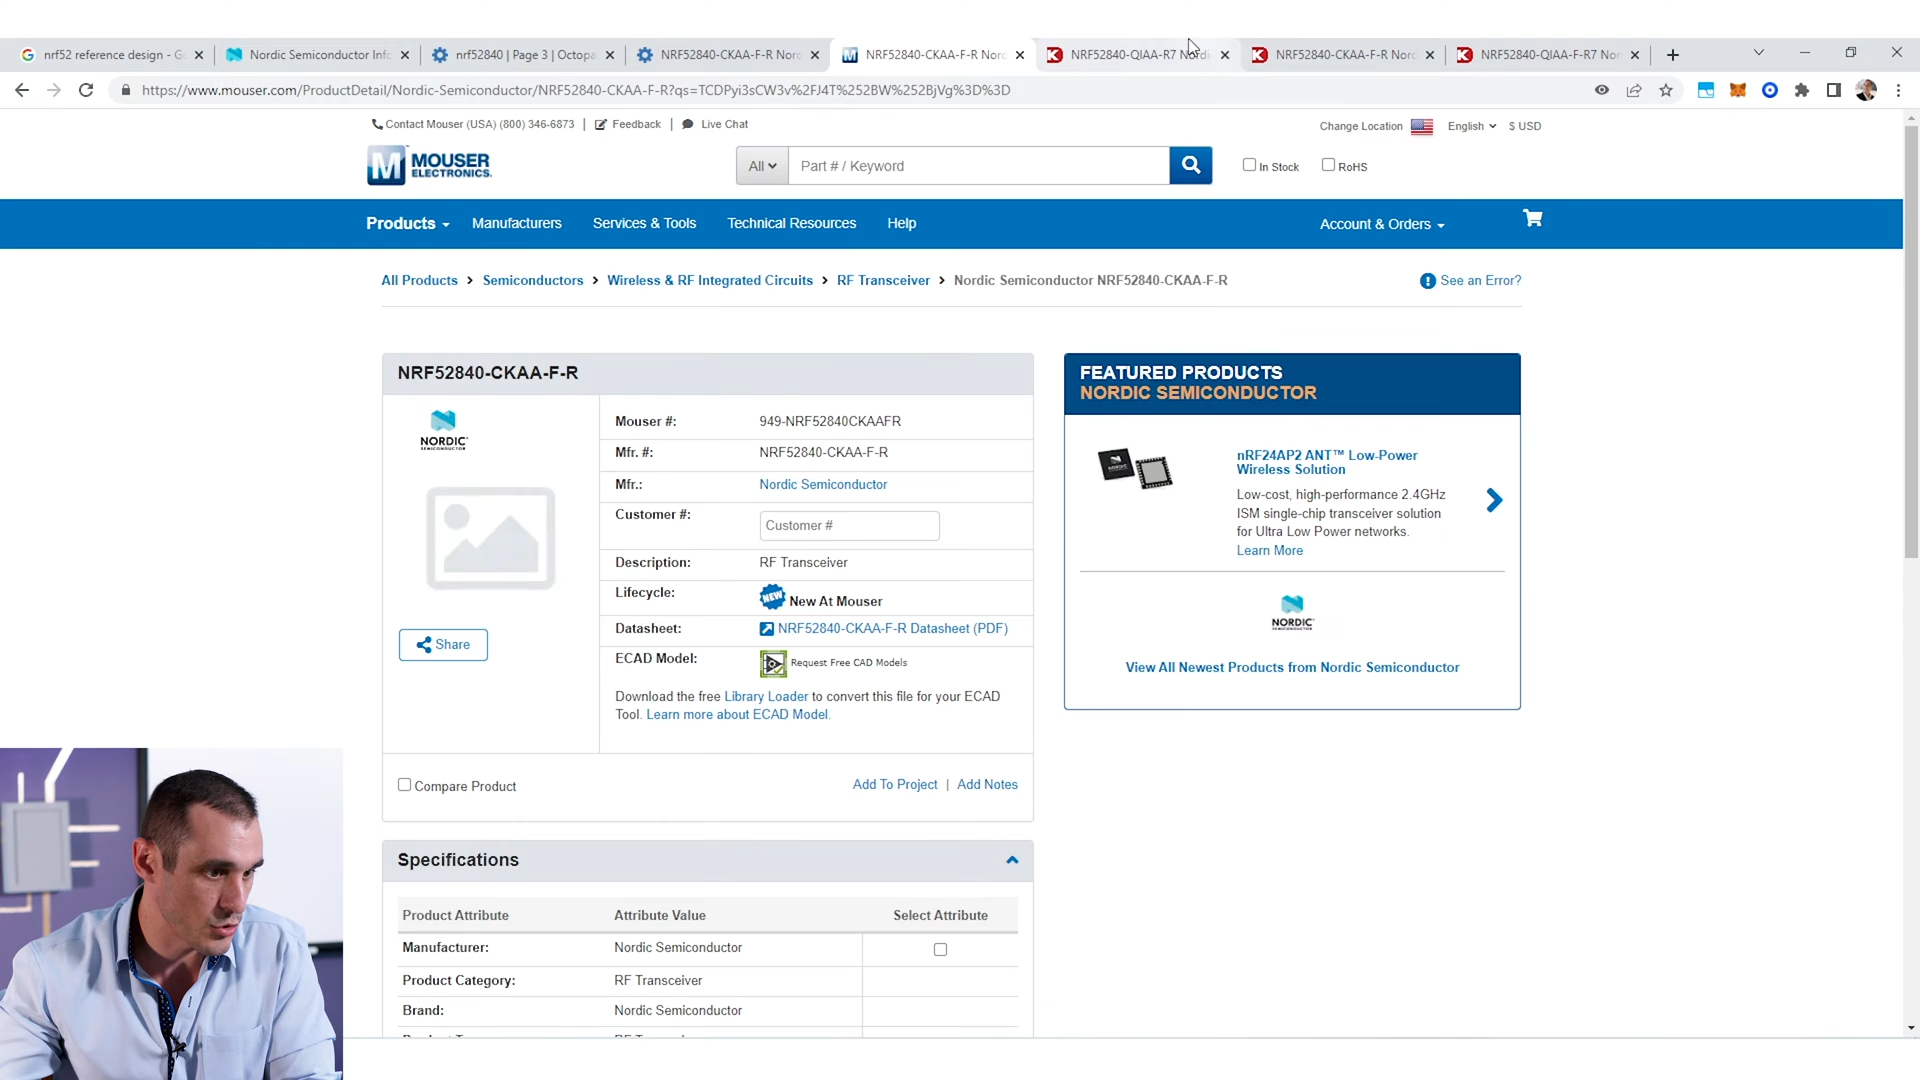 nrf52 reference design - Go
Nordic Semiconductor Info
nrf52840 | Page 3 | Octopa
NRF52840-CKAA-F-R Nord
NRF52840-CKAA-F-R Nord
NRF52840-QIAA-R7 Nordi
NRF52840-CKAA-F-R Nord
NRF52840-QIAA-F-R7 Nor
https://www.mouser.com/ProductDetail/Nordic-Semiconductor/NRF52840-CKAA-F-R?qs=TCDPyi3sCW3v%2FJ4T%252BW%252BjVg%3D%3D
Contact Mouser (USA) (800) 346-6873 | Feedback | Live Chat
Change Location English $ USD
M MOUSER ELECTRONICS.
All Part # / Keyword
In Stock RoHS
Products Manufacturers Services & Tools Technical Resources Help Account & Orders
All Products > Semiconductors > Wireless & RF Integrated Circuits > RF Transceiver > Nordic Semiconductor NRF52840-CKAA-F-R
See an Error?
NRF52840-CKAA-F-R
NORDIC
SEMICONDUCTOR
Share
Mouser #: 949-NRF52840CKAAFR
Mfr. #: NRF52840-CKAA-F-R
Mfr.: Nordic Semiconductor
Customer #: Customer #
Description: RF Transceiver
Lifecycle: NEW New At Mouser
Datasheet: NRF52840-CKAA-F-R Datasheet (PDF)
ECAD Model: Request Free CAD Models
Download the free Library Loader to convert this file for your ECAD
Tool. Learn more about ECAD Model.
Compare Product
Add To Project | Add Notes
FEATURED PRODUCTS
NORDIC SEMICONDUCTOR
nRF24AP2 ANT™ Low-Power
Wireless Solution
Low-cost, high-performance 2.4GHz
ISM single-chip transceiver solution
for Ultra Low Power networks.
Learn More
NORDIC
SEMICONDUCTOR
View All Newest Products from Nordic Semiconductor
Specifications
Product Attribute Attribute Value Select Attribute
Manufacturer: Nordic Semiconductor
Product Category: RF Transceiver
Brand: Nordic Semiconductor